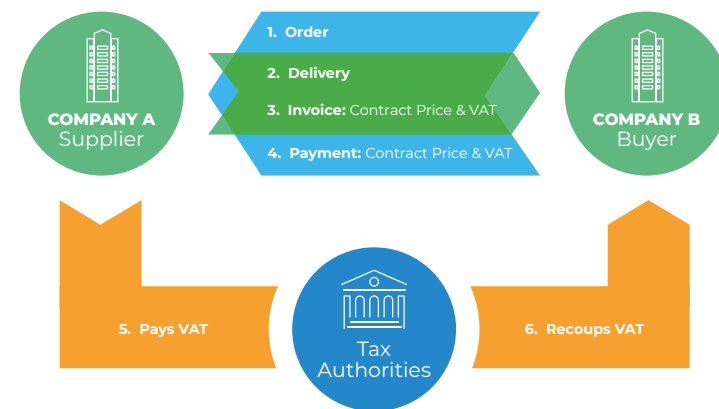 1. Order
2. Delivery
3. Invoice: Contract Price & VAT
4. Payment: Contract Price & VAT
COMPANY A
Supplier
COMPANY B
Buyer
5. Pays VAT
6. Recoups VAT
Tax
Authorities